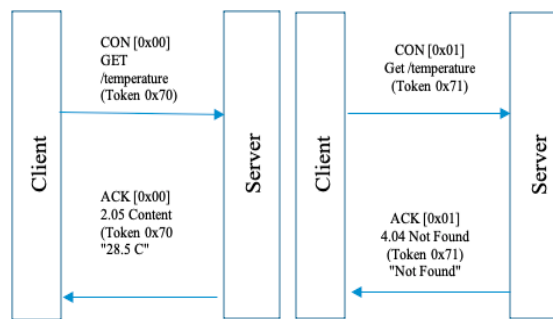 Client
CON [0x00]
GET
/temperature
(Token 0x70)
ACK [0x00]
2.05 Content
(Token 0x70
"28.5 C"
Server
Client
CON [0x01]
Get /temperature
(Token 0x71)
ACK [0x01]
4.04 Not Found
(Token 0x71)
"Not Found"
Server